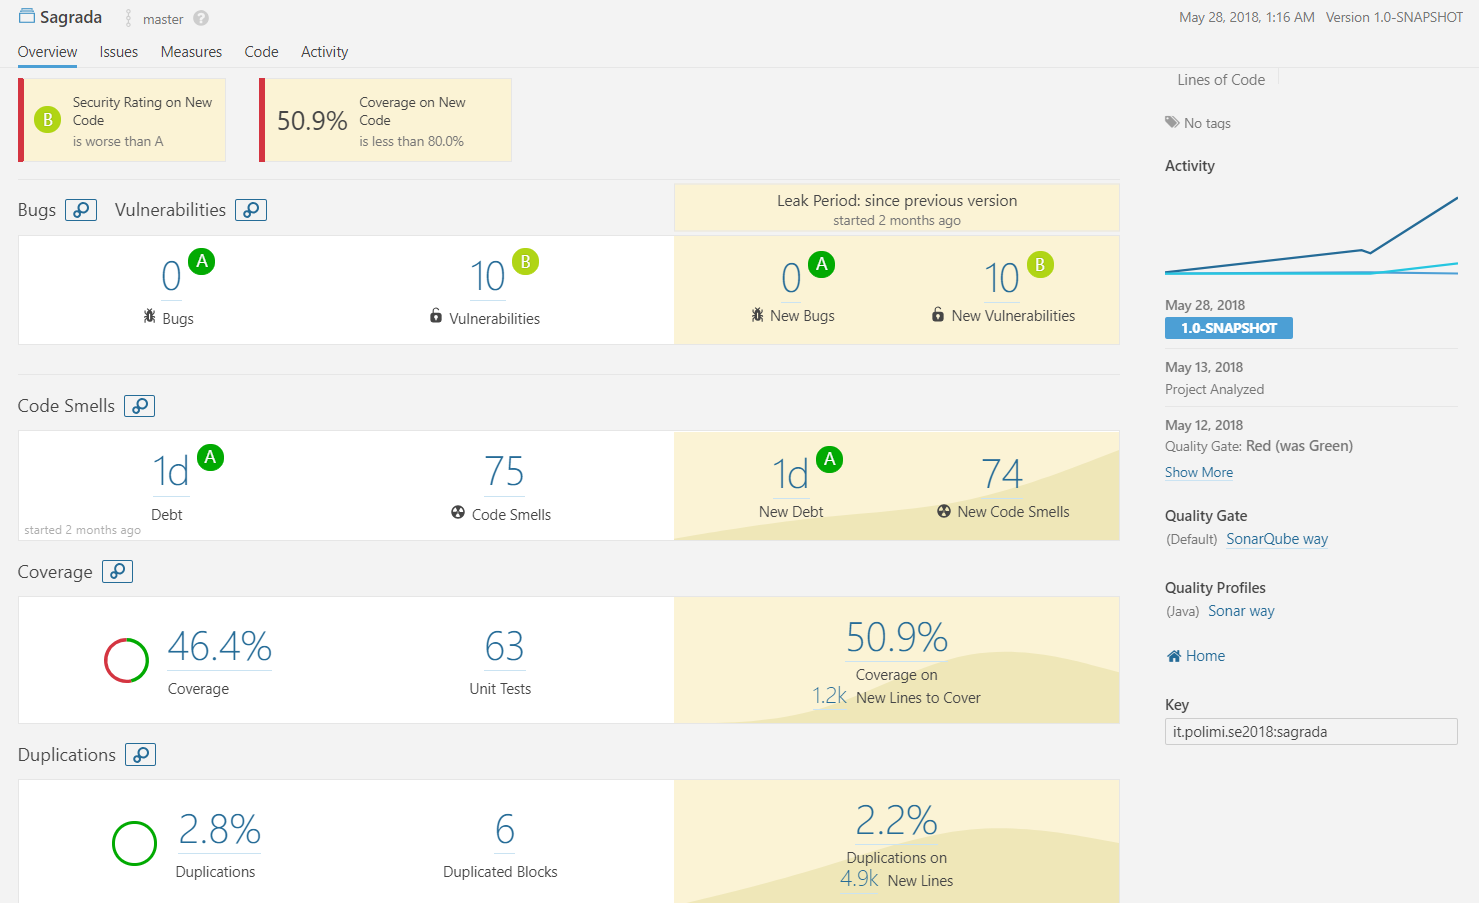 Sagrada master ?
May 28, 2018, 1:16 AM Version 1.0-SNAPSHOT
Overview Issues Measures Code Activity
B
Security Rating on New
Code
is worse than A
50.9%
Coverage on New
Code
is less than 80.0%
Bugs Vulnerabilities
Leak Period: since previous version
started 2 months ago
0 A
Bugs
10 B
Vulnerabilities
0 A
New Bugs
10 B
New Vulnerabilities
Code Smells
1d A
Debt
75
Code Smells
started 2 months ago
1d A
New Debt
74
New Code Smells
Coverage
46.4%
Coverage
63
Unit Tests
50.9%
Coverage on
1.2k New Lines to Cover
Duplications
2.8%
Duplications
6
Duplicated Blocks
2.2%
Duplications on
4.9k New Lines
Lines of Code
No tags
Activity
May 28, 2018
1.0-SNAPSHOT
May 13, 2018
Project Analyzed
May 12, 2018
Quality Gate: Red (was Green)
Show More
Quality Gate
(Default) SonarQube way
Quality Profiles
(Java) Sonar way
Home
Key
it.polimi.se2018:sagrada